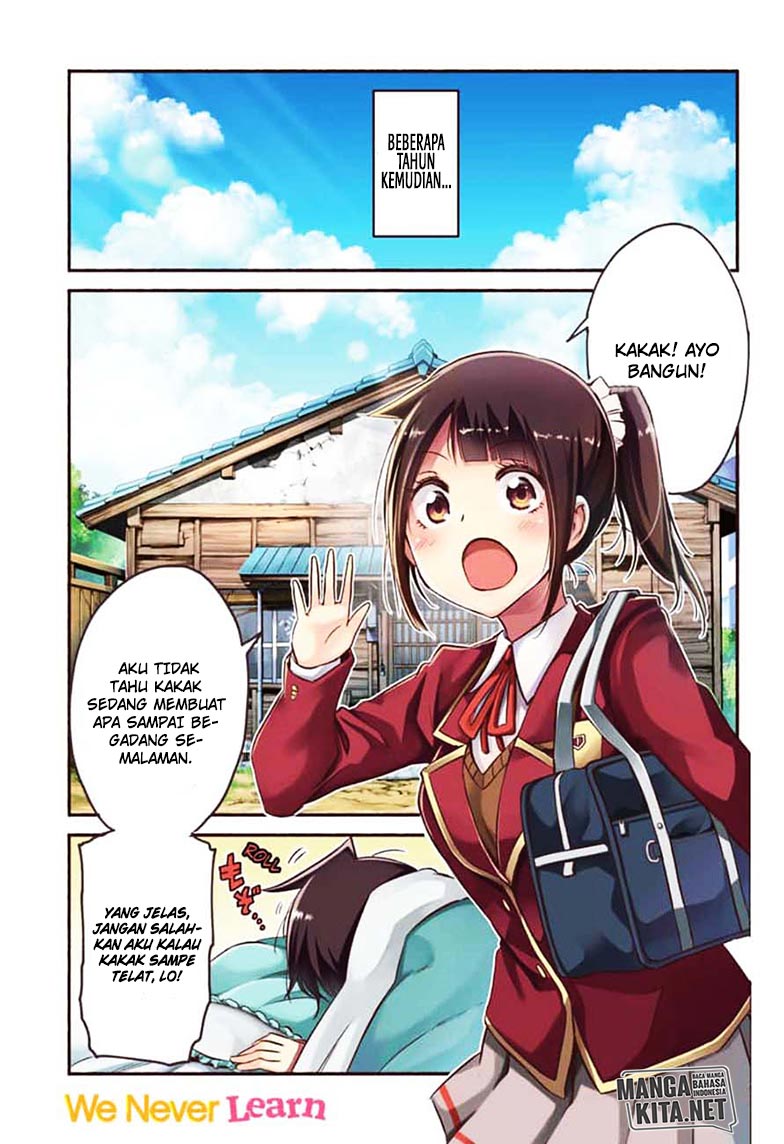 BEBERAPA
TAHUN
KEMUDIAN...
KAKAK! AYO
BANGUN!
AKU TIDAK
TAHU KAKAK
SEDANG MEMBUAT
APA SAMPAI BE-
GADANG SE-
MALAMAN.
ROLL
もぞ...
YANG JELAS,
JANGAN SALAH-
KAN AKU KALAU
KAKAK SAMPE
TELAT, LO!
We Never Learn
MANGA
BACA MANGA
BAHASA
INDONESIA
KITA.NET